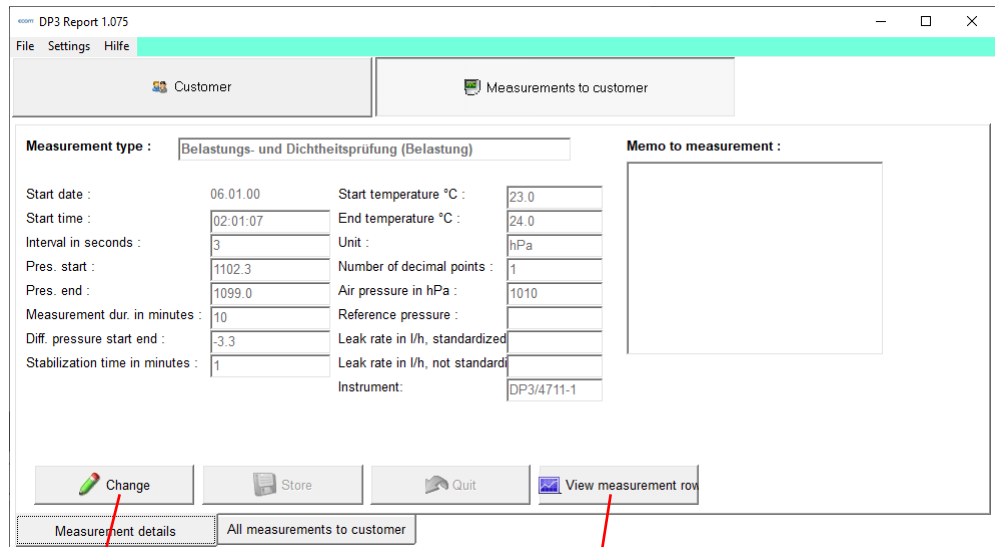 ecom DP3 Report 1.075
File Settings Hilfe
Customer
Measurements to customer
Measurement type :
Belastungs- und Dichtheitsprüfung (Belastung)
Memo to measurement :
Start date : 06.01.00
Start temperature °C : 23.0
Start time : 02:01:07
End temperature °C : 24.0
Interval in seconds : 3
Unit : hPa
Pres. start : 1102.3
Number of decimal points : 1
Pres. end : 1099.0
Air pressure in hPa : 1010
Measurement dur. in minutes : 10
Reference pressure :
Diff. pressure start end : -3.3
Leak rate in l/h, standardized
Stabilization time in minutes : 1
Leak rate in l/h, not standardi
Instrument: DP3/4711-1
Change
Store
Quit
View measurement row
Measurement details
All measurements to customer